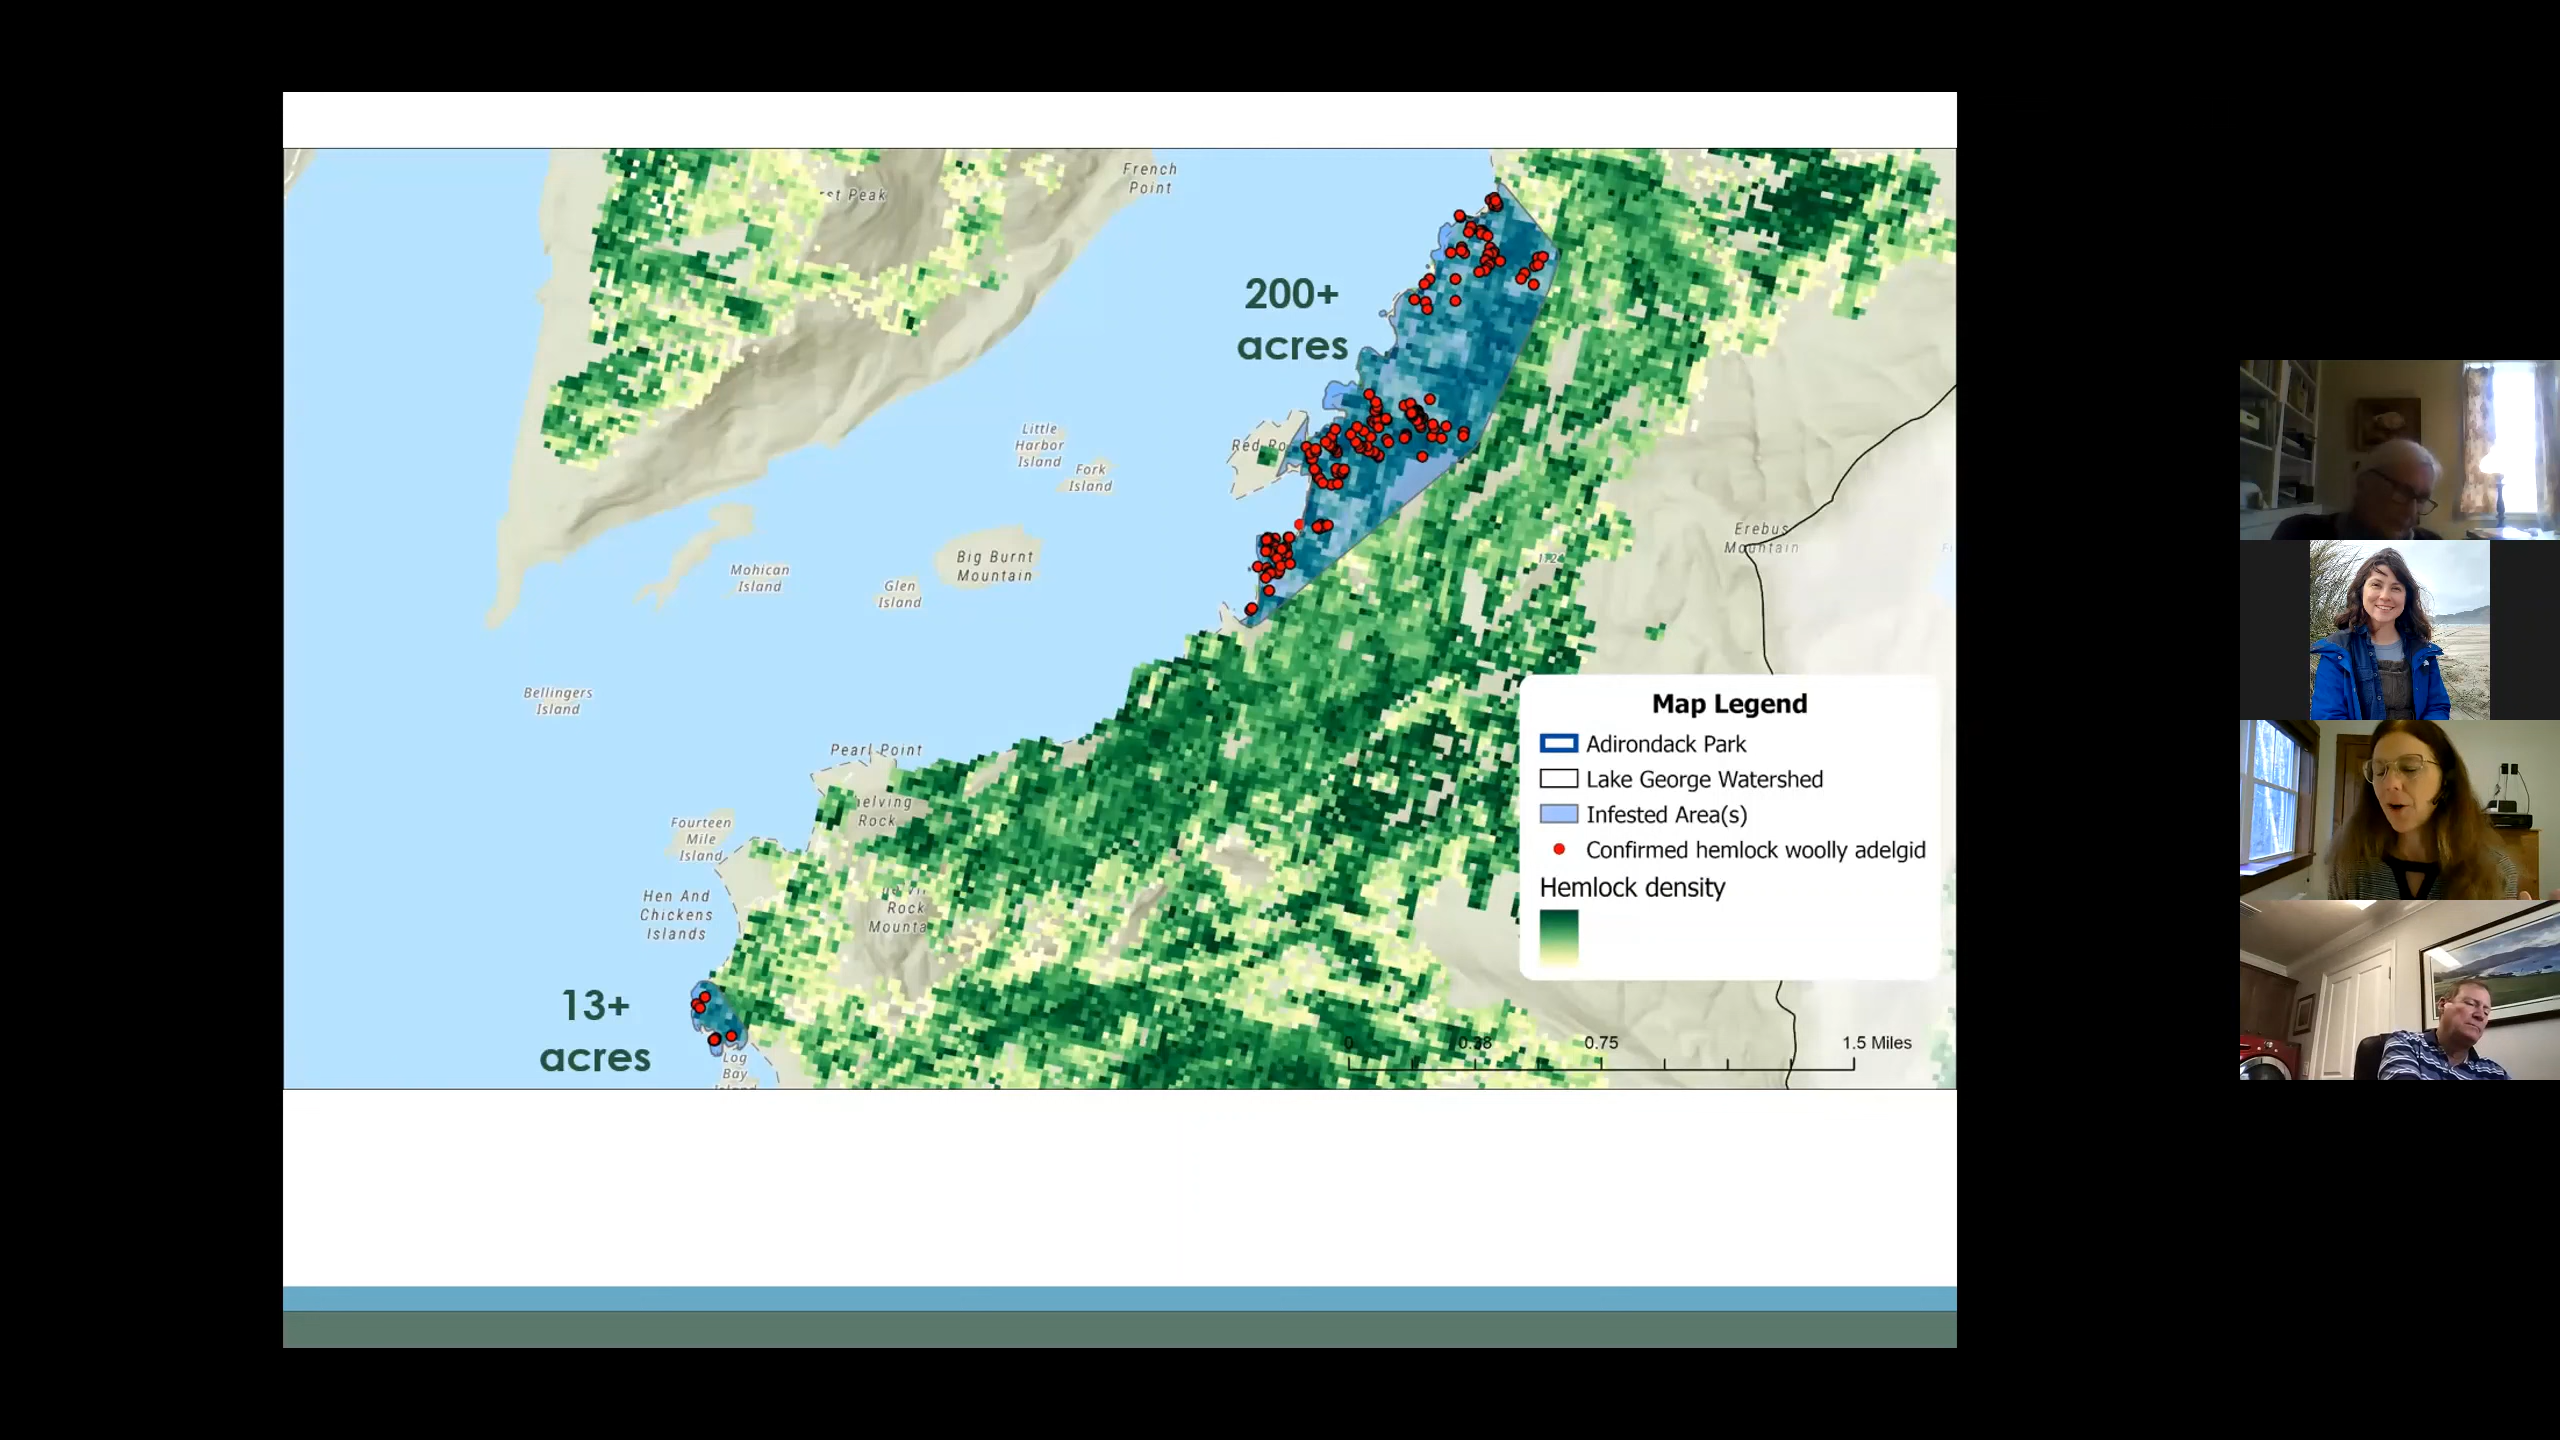 French
Point
200+
acres
Little
Harbor
Island
Fork
Island
Mohican
Island
Glen
Island
Big Burnt
Mountain
Erebus
Mountain
Bellingers
Island
Pearl Point
Rock
Fourteen
Mile
Island
Rock
Hen And
Chickens
Islands
13+
acres
Log
Bay
Map Legend
Adirondack Park
Lake George Watershed
Infested Area(s)
Confirmed hemlock woolly adelgid
Hemlock density
0
0.38
0.75
1.5 Miles